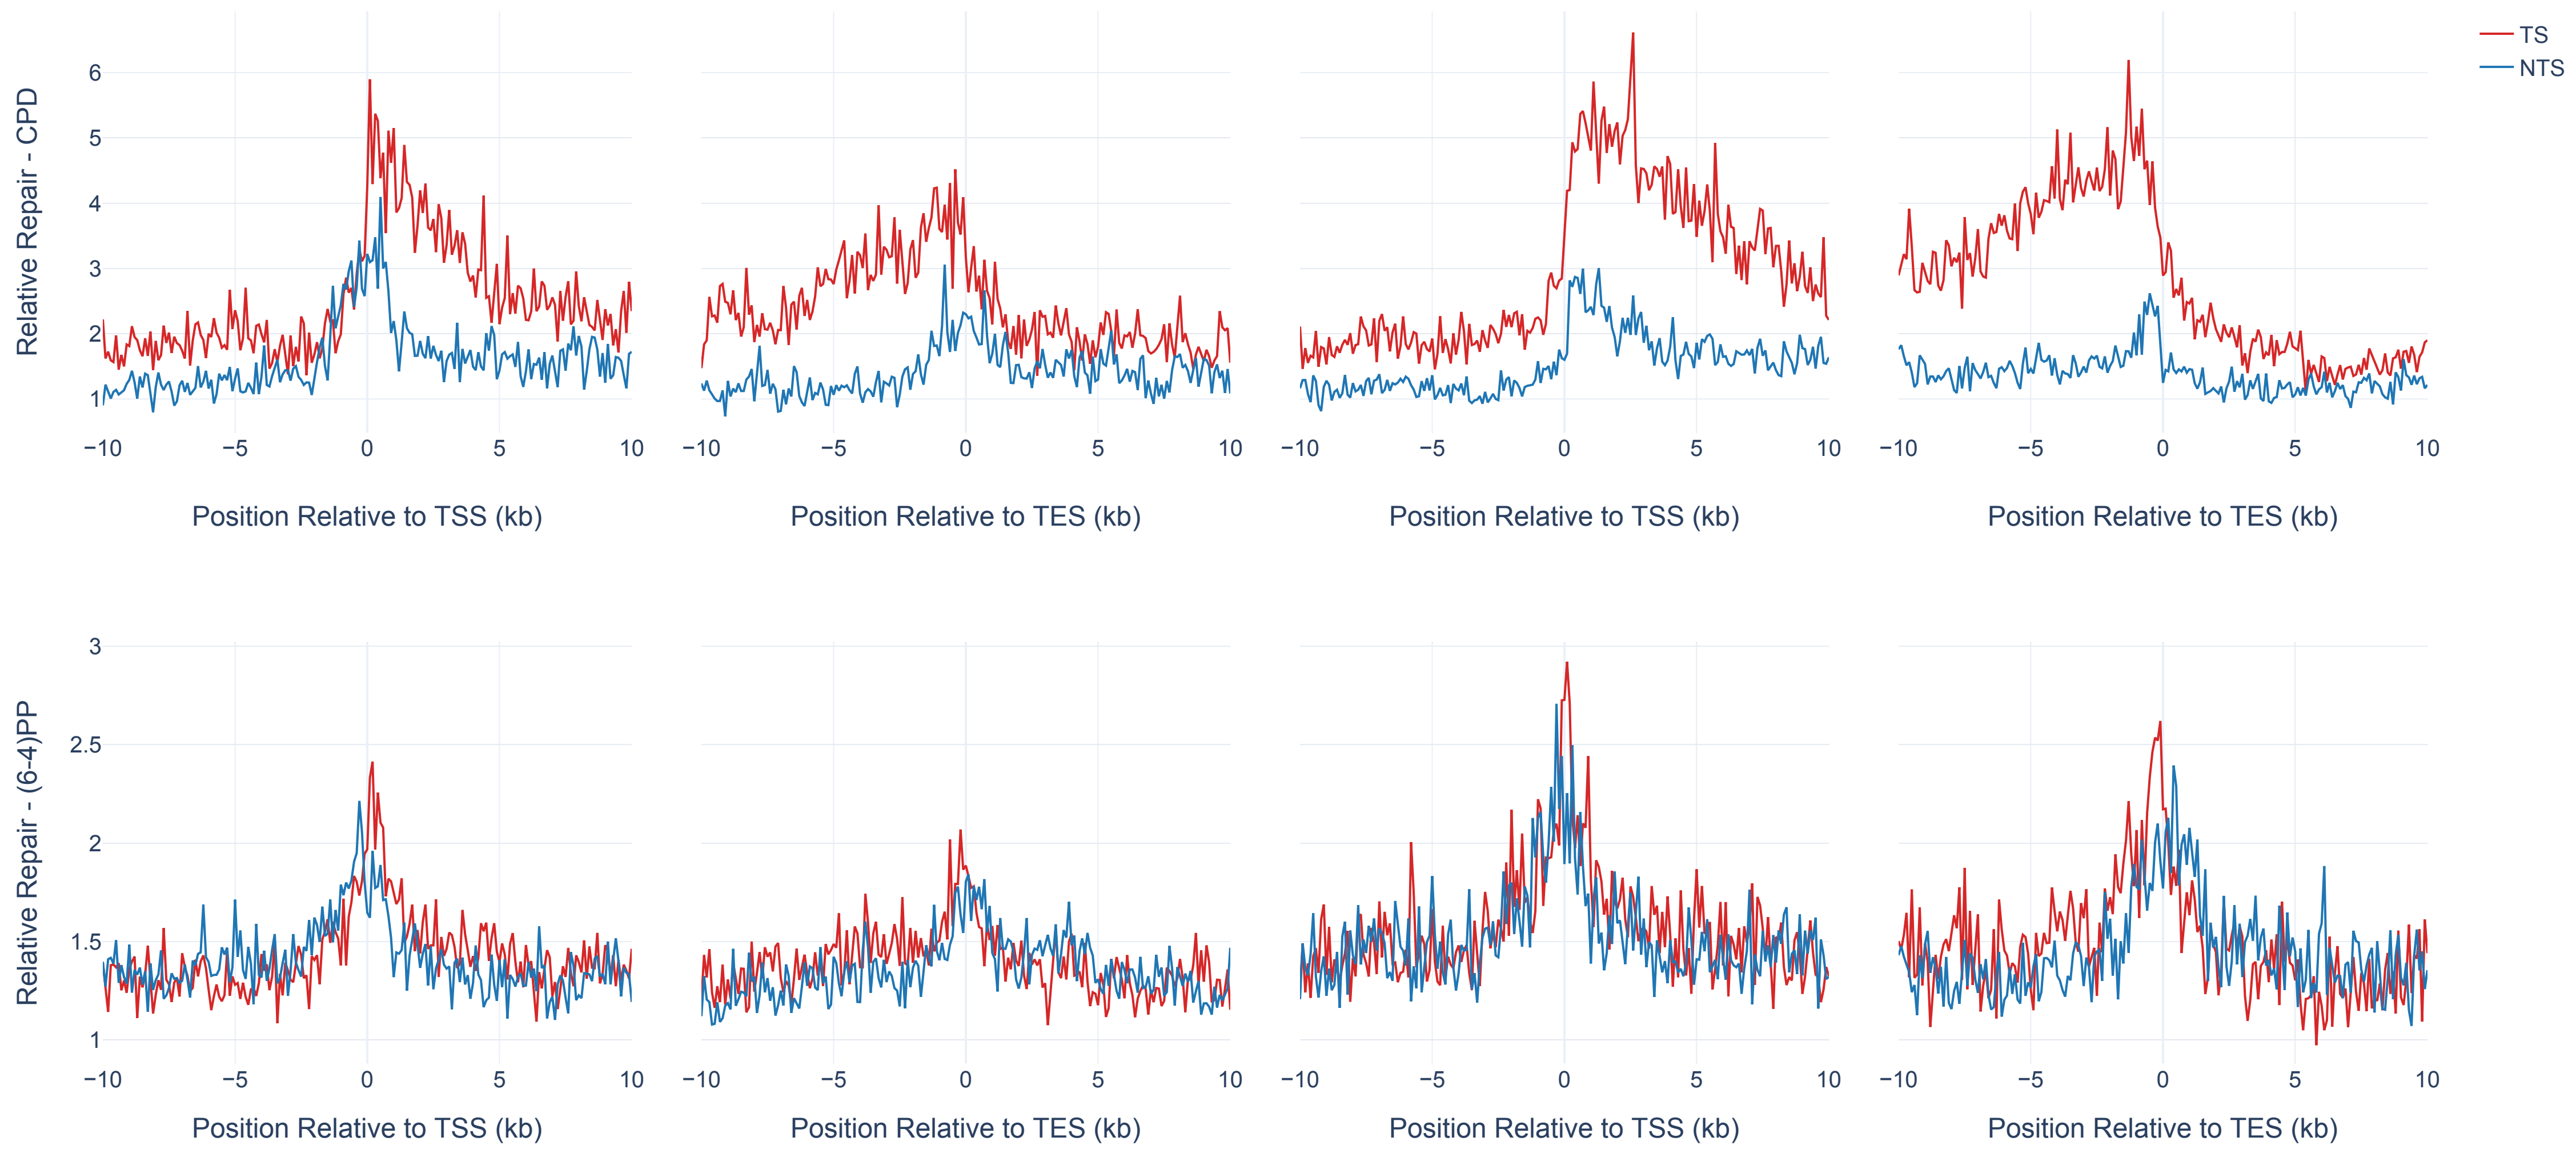 TS
NTS
Relative Repair - CPD
6
5
4
3
2
1
−10 −5 0 5 10
−10 −5 0 5 10
−10 −5 0 5 10
−10 −5 0 5 10
Position Relative to TSS (kb)
Position Relative to TES (kb)
Position Relative to TSS (kb)
Position Relative to TES (kb)
Relative Repair - (6-4)PP
3
2.5
2
1.5
1
−10 −5 0 5 10
−10 −5 0 5 10
−10 −5 0 5 10
−10 −5 0 5 10
Position Relative to TSS (kb)
Position Relative to TES (kb)
Position Relative to TSS (kb)
Position Relative to TES (kb)